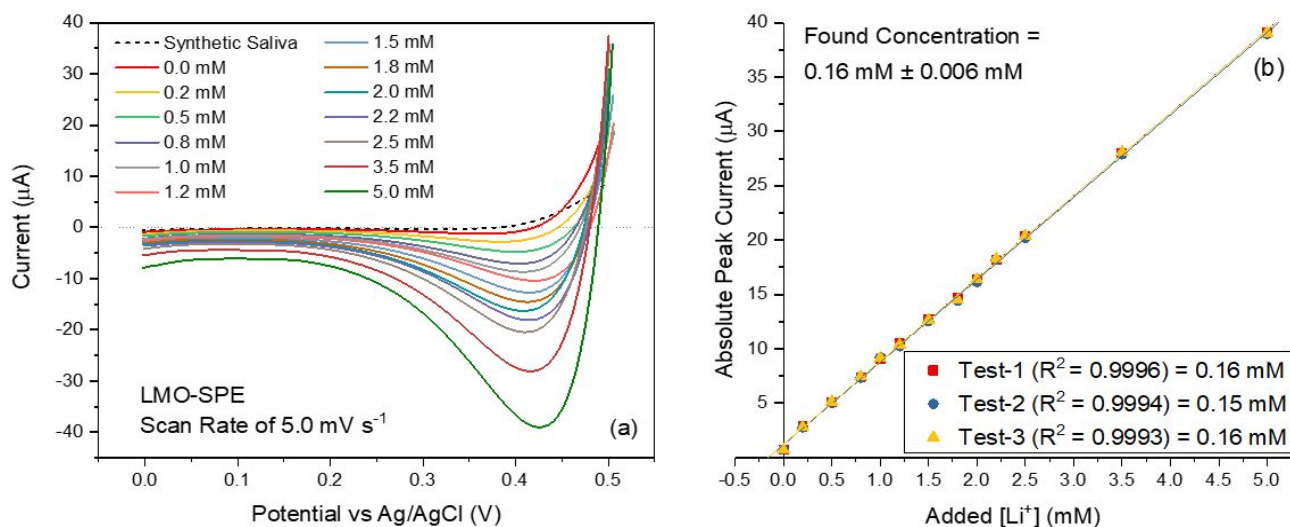 40
30
20
10
0
-10
-20
-30
-40
Current (μA)
Synthetic Saliva
0.0 mM
0.2 mM
0.5 mM
0.8 mM
1.0 mM
1.2 mM
1.5 mM
1.8 mM
2.0 mM
2.2 mM
2.5 mM
3.5 mM
5.0 mM
LMO-SPE
Scan Rate of 5.0 mV s⁻¹
(a)
0.0 0.1 0.2 0.3 0.4 0.5
Potential vs Ag/AgCl (V)
40
35
30
25
20
15
10
5
Absolute Peak Current (μA)
Found Concentration =
0.16 mM ± 0.006 mM
(b)
Test-1 (R² = 0.9996) = 0.16 mM
Test-2 (R² = 0.9994) = 0.15 mM
Test-3 (R² = 0.9993) = 0.16 mM
-0.5 0.0 0.5 1.0 1.5 2.0 2.5 3.0 3.5 4.0 4.5 5.0
Added [Li⁺] (mM)